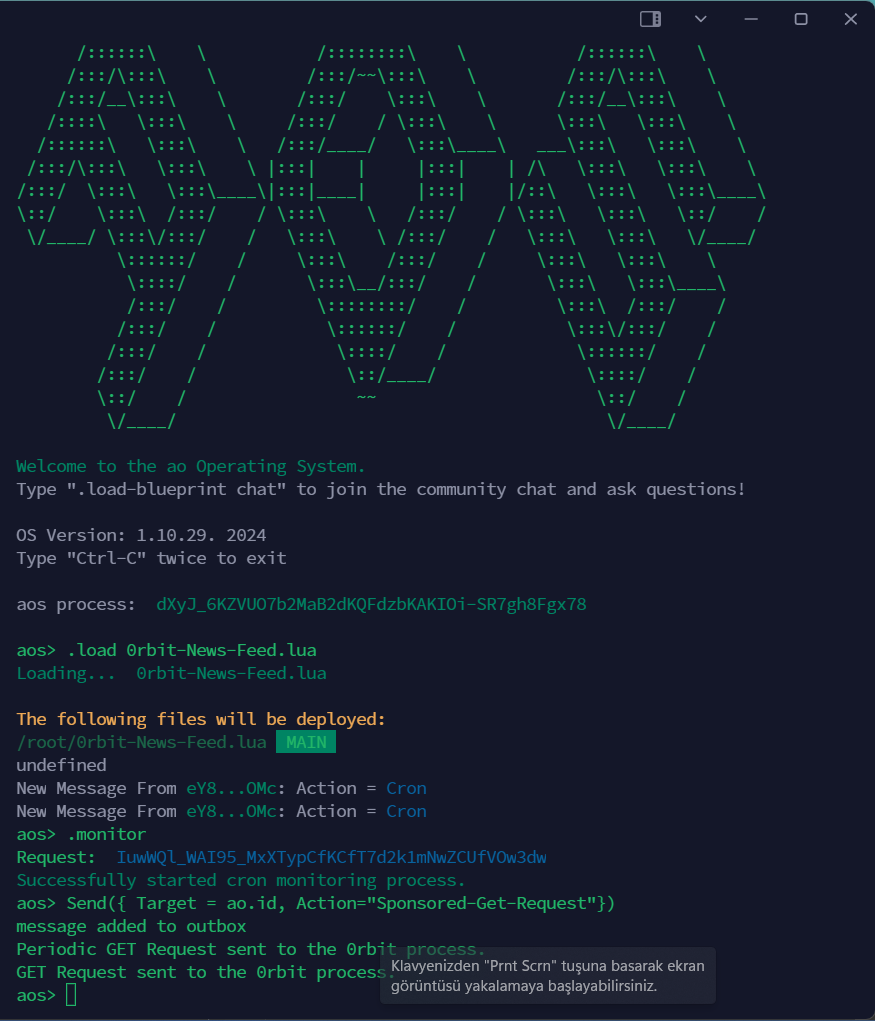 Welcome to the ao Operating System.
Type ".load-blueprint chat" to join the community chat and ask questions!
OS Version: 1.10.29. 2024
Type "Ctrl-C" twice to exit
aos process:  dXyJ_6KZVUO7b2MaB2dKQFdzbKAKIOi-SR7gh8Fgx78
aos> .load 0rbit-News-Feed.lua
Loading...  0rbit-News-Feed.lua
The following files will be deployed:
/root/0rbit-News-Feed.lua MAIN
undefined
New Message From eY8...OMc: Action = Cron
New Message From eY8...OMc: Action = Cron
aos> .monitor
Request:  IuwWQl_WAI95_MxXTypCfKCfT7d2k1mNwZCUfVOw3dw
Successfully started cron monitoring process.
aos> Send({ Target = ao.id, Action="Sponsored-Get-Request"})
message added to outbox
Periodic GET Request sent to the 0rbit process.
GET Request sent to the 0rbit process.
aos>
Klavyenizden "Prnt Scrn" tuşuna basarak ekran
görüntüsü yakalamaya başlayabilirsiniz.